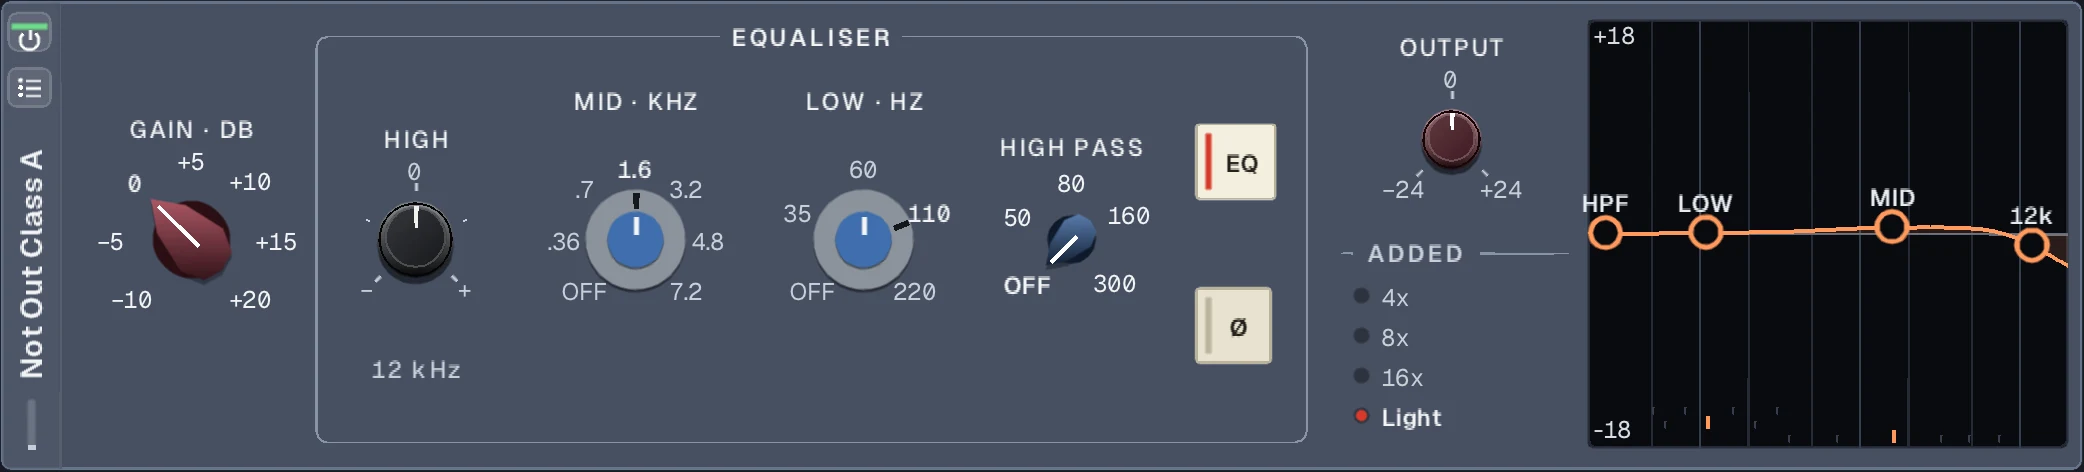 Not Out Class A
GAIN · DB
+5
0
+10
-5
+15
-10
+20
EQUALISER
HIGH
0
- +
12 kHz
MID · KHZ
1.6
.7 3.2
.36 4.8
OFF 7.2
LOW · HZ
60
35 110
OFF 220
HIGH PASS
80
50 160
OFF 300
EQ
Ø
OUTPUT
0
-24 +24
ADDED
4x
8x
16x
Light
+18
HPF LOW MID 12k
-18